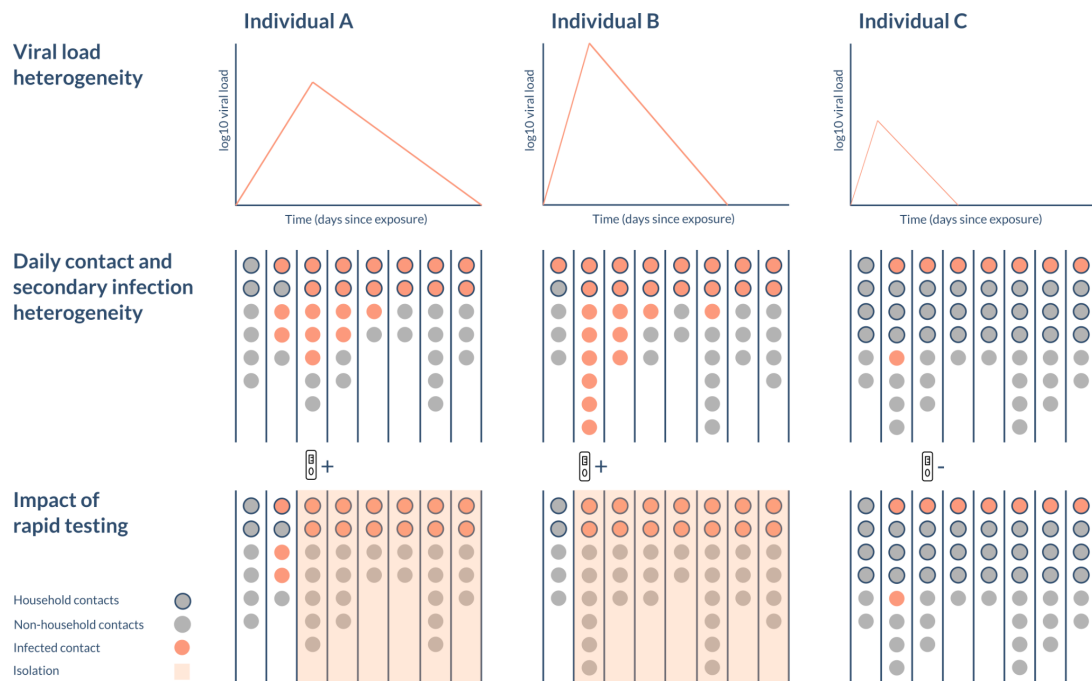 Individual A
Individual B
Individual C
Viral load
heterogeneity
log10 viral load
log10 viral load
log10 viral load
Time (days since exposure)
Time (days since exposure)
Time (days since exposure)
Daily contact and
secondary infection
heterogeneity
+
+
-
Impact of
rapid testing
Household contacts
Non-household contacts
Infected contact
Isolation